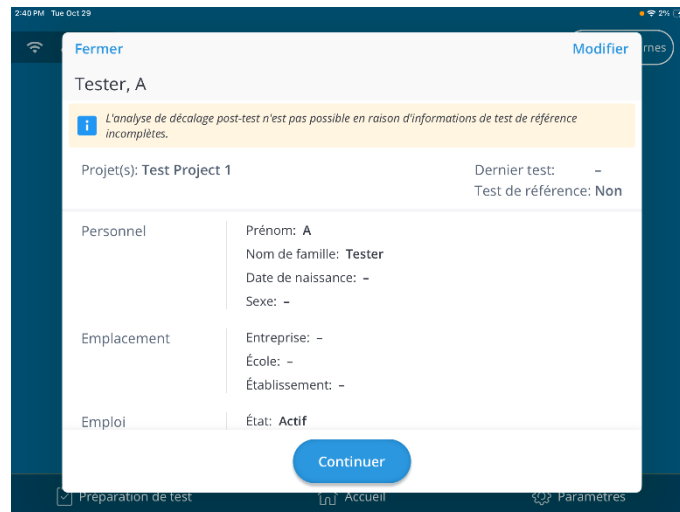 2:40 PM Tue Oct 29
2%
Fermer
Modifier
rnes
Tester, A
L'analyse de décalage post-test n'est pas possible en raison d'informations de test de référence
incomplètes.
Projet(s): Test Project 1
Dernier test: –
Test de référence: Non
Personnel
Prénom: A
Nom de famille: Tester
Date de naissance: –
Sexe: –
Emplacement
Entreprise: –
École: –
Établissement: –
Emploi
État: Actif
Continuer
Préparation de test
Accueil
Paramètres